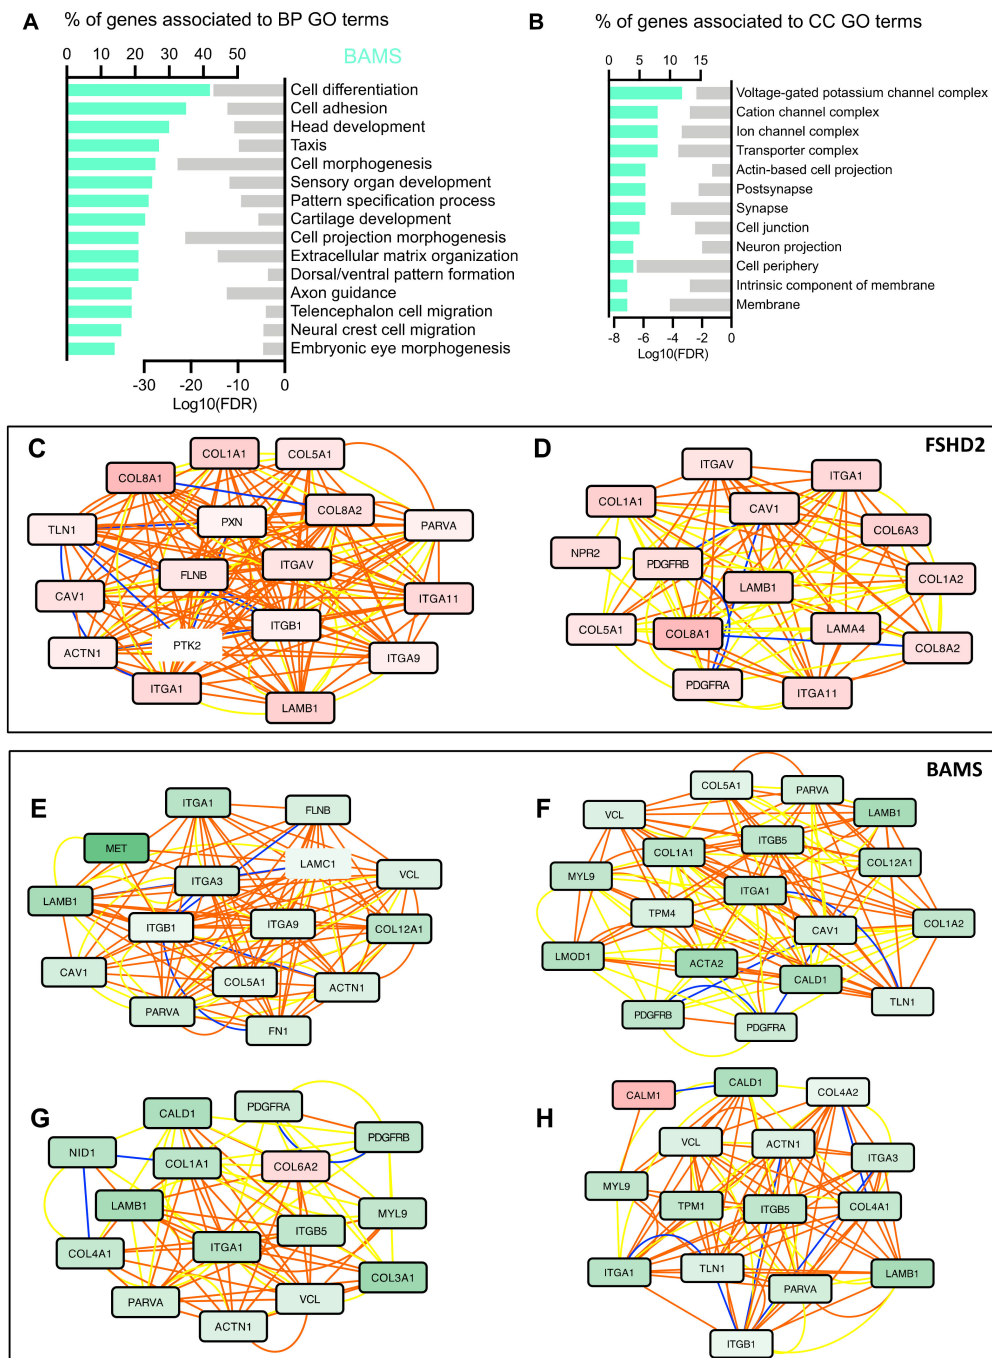 A % of genes associated to BP GO terms
BAMS
0 10 20 30 40 50
Cell differentiation
Cell adhesion
Head development
Taxis
Cell morphogenesis
Sensory organ development
Pattern specification process
Cartilage development
Cell projection morphogenesis
Extracellular matrix organization
Dorsal/ventral pattern formation
Axon guidance
Telencephalon cell migration
Neural crest cell migration
Embryonic eye morphogenesis
-30 -20 -10 0
Log10(FDR)
B % of genes associated to CC GO terms
0 5 10 15
Voltage-gated potassium channel complex
Cation channel complex
Ion channel complex
Transporter complex
Actin-based cell projection
Postsynapse
Synapse
Cell junction
Neuron projection
Cell periphery
Intrinsic component of membrane
Membrane
-8 -6 -4 -2 0
Log10(FDR)
C
COL1A1
COL5A1
COL8A1
COL8A2
TLN1
PXN
PARVA
FLNB
ITGAV
CAV1
ITGA11
ITGB1
ACTN1
PTK2
ITGA9
ITGA1
LAMB1
D
FSHD2
ITGAV
ITGA1
COL1A1
CAV1
COL6A3
NPR2
PDGFRB
LAMB1
COL1A2
COL5A1
COL8A1
LAMA4
COL8A2
PDGFRA
ITGA11
BAMS
E
ITGA1
FLNB
MET
LAMC1
ITGA3
VCL
LAMB1
ITGB1
ITGA9
COL12A1
CAV1
COL5A1
ACTN1
PARVA
FN1
F
COL5A1
PARVA
VCL
LAMB1
COL1A1
ITGB5
COL12A1
MYL9
ITGA1
TPM4
CAV1
COL1A2
LMOD1
ACTA2
CALD1
TLN1
PDGFRB
PDGFRA
G
PDGFRA
CALD1
PDGFRB
NID1
COL1A1
COL6A2
LAMB1
MYL9
ITGB5
COL4A1
ITGA1
COL3A1
PARVA
VCL
ACTN1
H
CALM1
CALD1
COL4A2
VCL
ACTN1
ITGA3
MYL9
TPM1
ITGB5
COL4A1
ITGA1
TLN1
LAMB1
PARVA
ITGB1